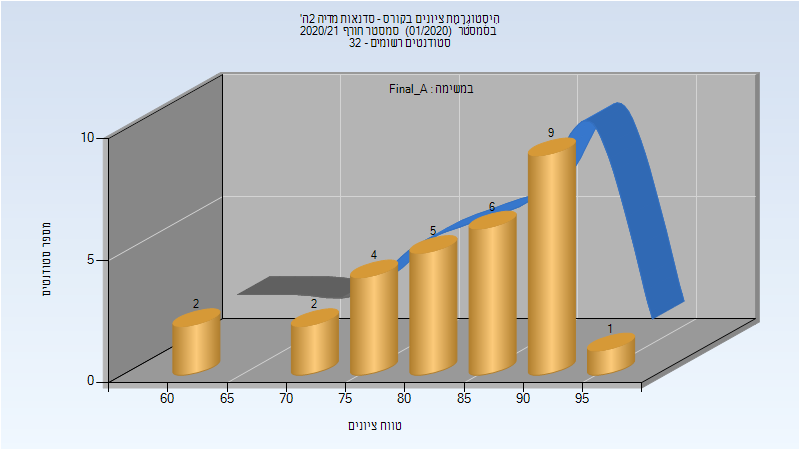 היסטוגרמת ציונים בקורס - סדנאות מדיה 2ה'
בסמסטר (01/2020) סמסטר חורף 2020/21
סטודנטים רשומים - 32
במשימה : Final_A
מספר סטודנטים
10
5
0
2
2
4
5
6
9
1
60 65 70 75 80 85 90 95
טווח ציונים